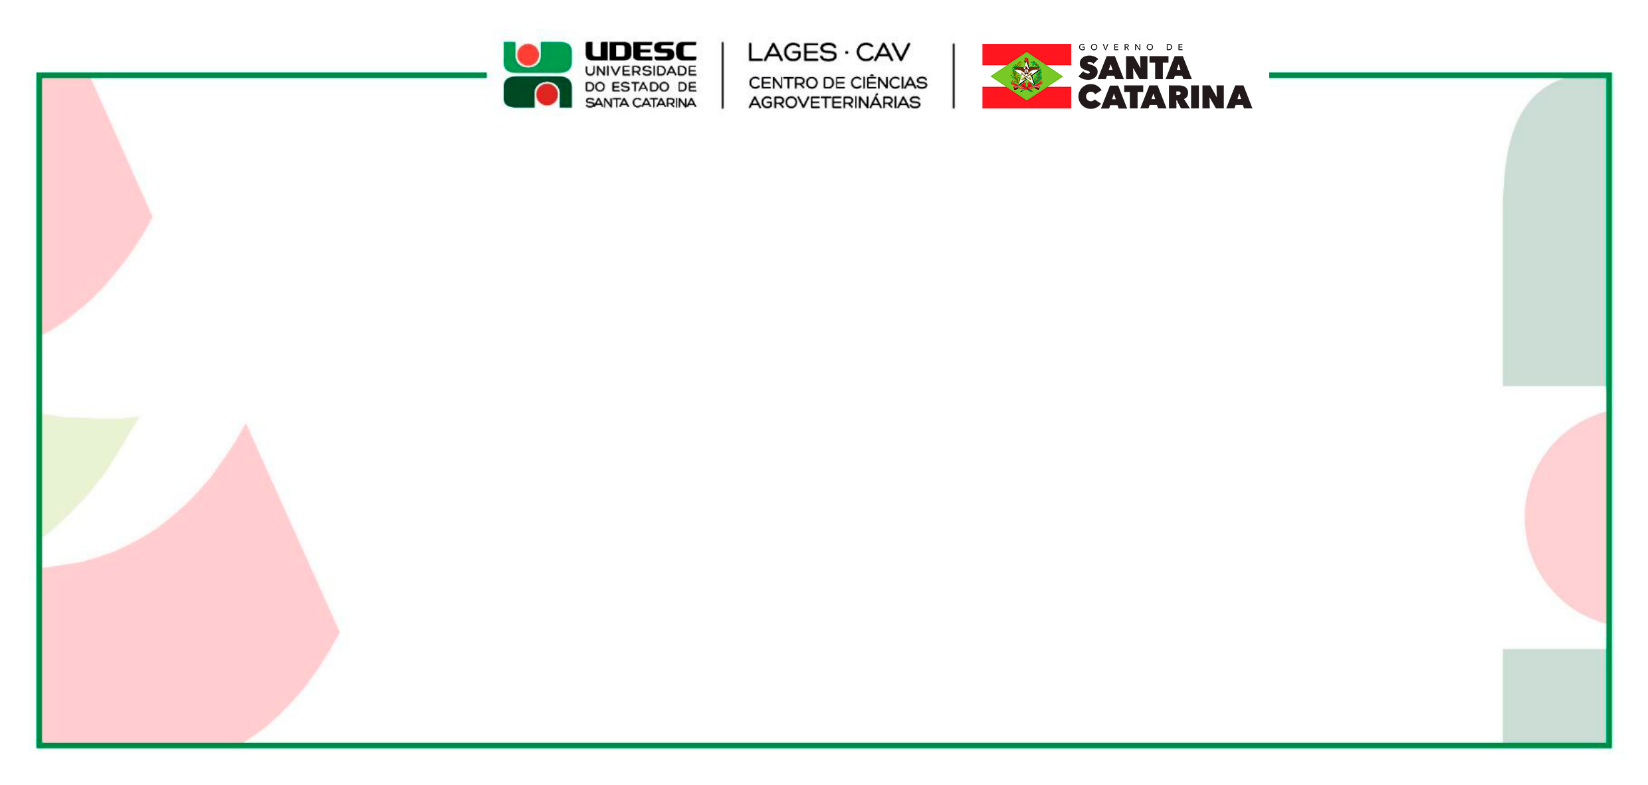 UDESC
UNIVERSIDADE
DO ESTADO DE
SANTA CATARINA
LAGES · CAV
CENTRO DE CIÊNCIAS
AGROVETERINÁRIAS
GOVERNO DE
SANTA
CATARINA